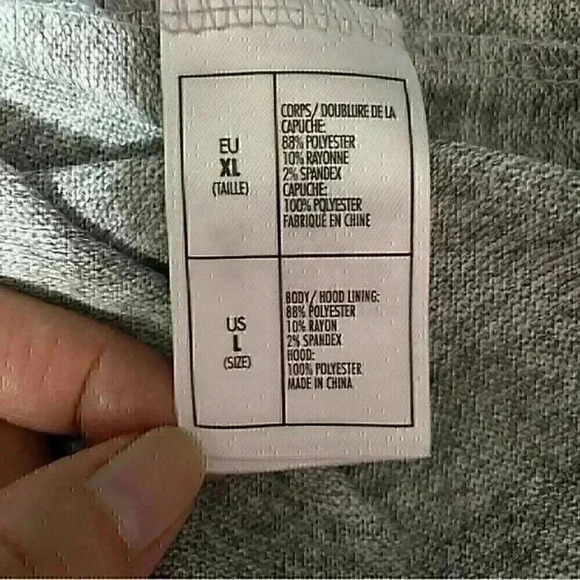 EU
XL
(TAILLE)
CORPS/ DOUBLURE DE LA
CAPUCHE:
88% POLYESTER
10% RAYONNE
2% SPANDEX
CAPUCHE:
100% POLYESTER
FABRIQUÉ EN CHINE
US
L
(SIZE)
BODY/ HOOD LINING:
88% POLYESTER
10% RAYON
2% SPANDEX
HOOD:
100% POLYESTER
MADE IN CHINA